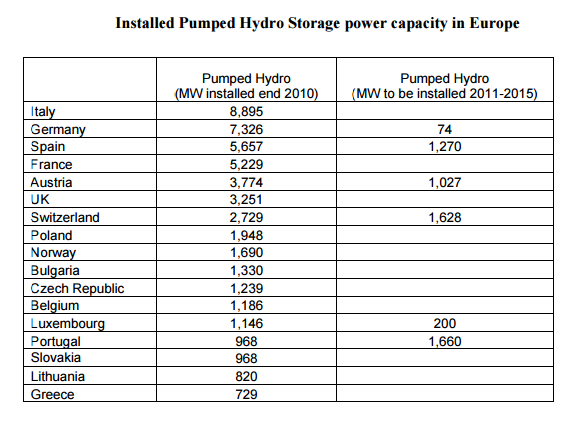 Installed Pumped Hydro Storage power capacity in Europe
Pumped Hydro Pumped Hydro
(MW installed end 2010) (MW to be installed 2011-2015)
Italy 8,895
Germany 7,326 74
Spain 5,657 1,270
France 5,229
Austria 3,774 1,027
UK 3,251
Switzerland 2,729 1,628
Poland 1,948
Norway 1,690
Bulgaria 1,330
Czech Republic 1,239
Belgium 1,186
Luxembourg 1,146 200
Portugal 968 1,660
Slovakia 968
Lithuania 820
Greece 729